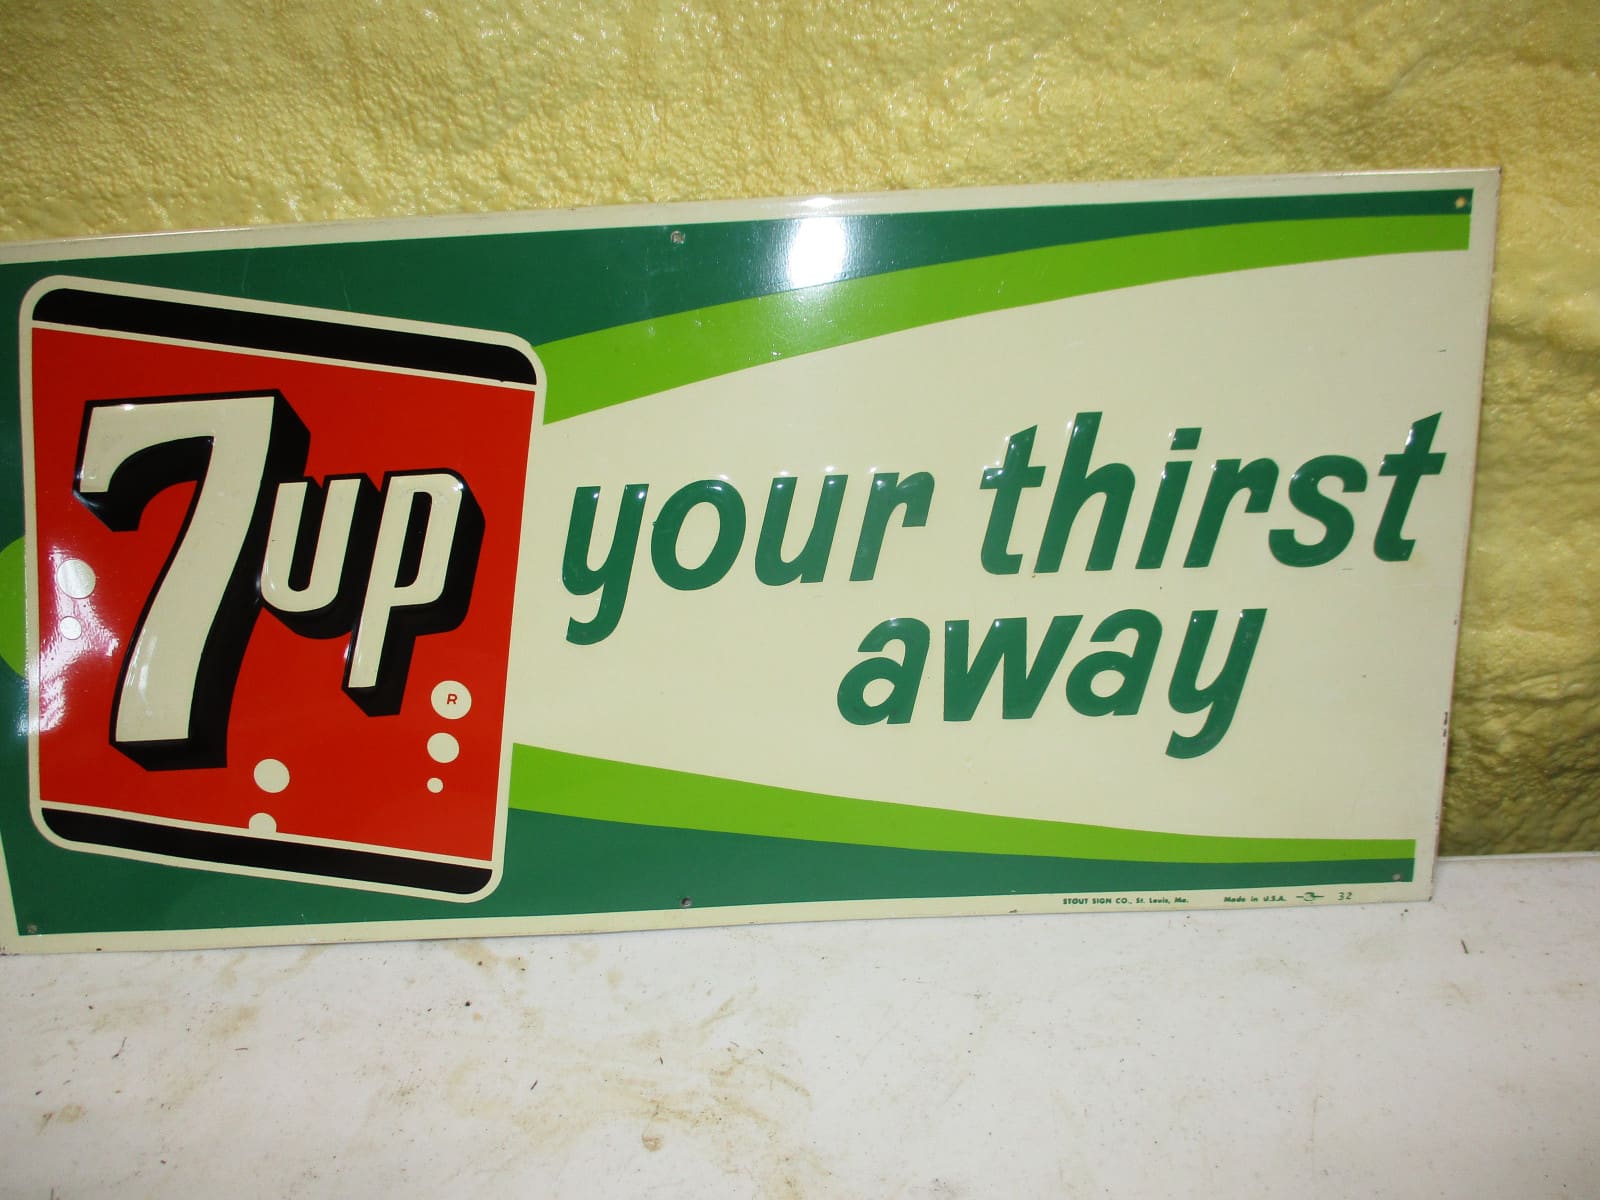 7up
your thirst
away
R
STOUT SIGN CO., St. Louis, Mo. Made in U.S.A. 32